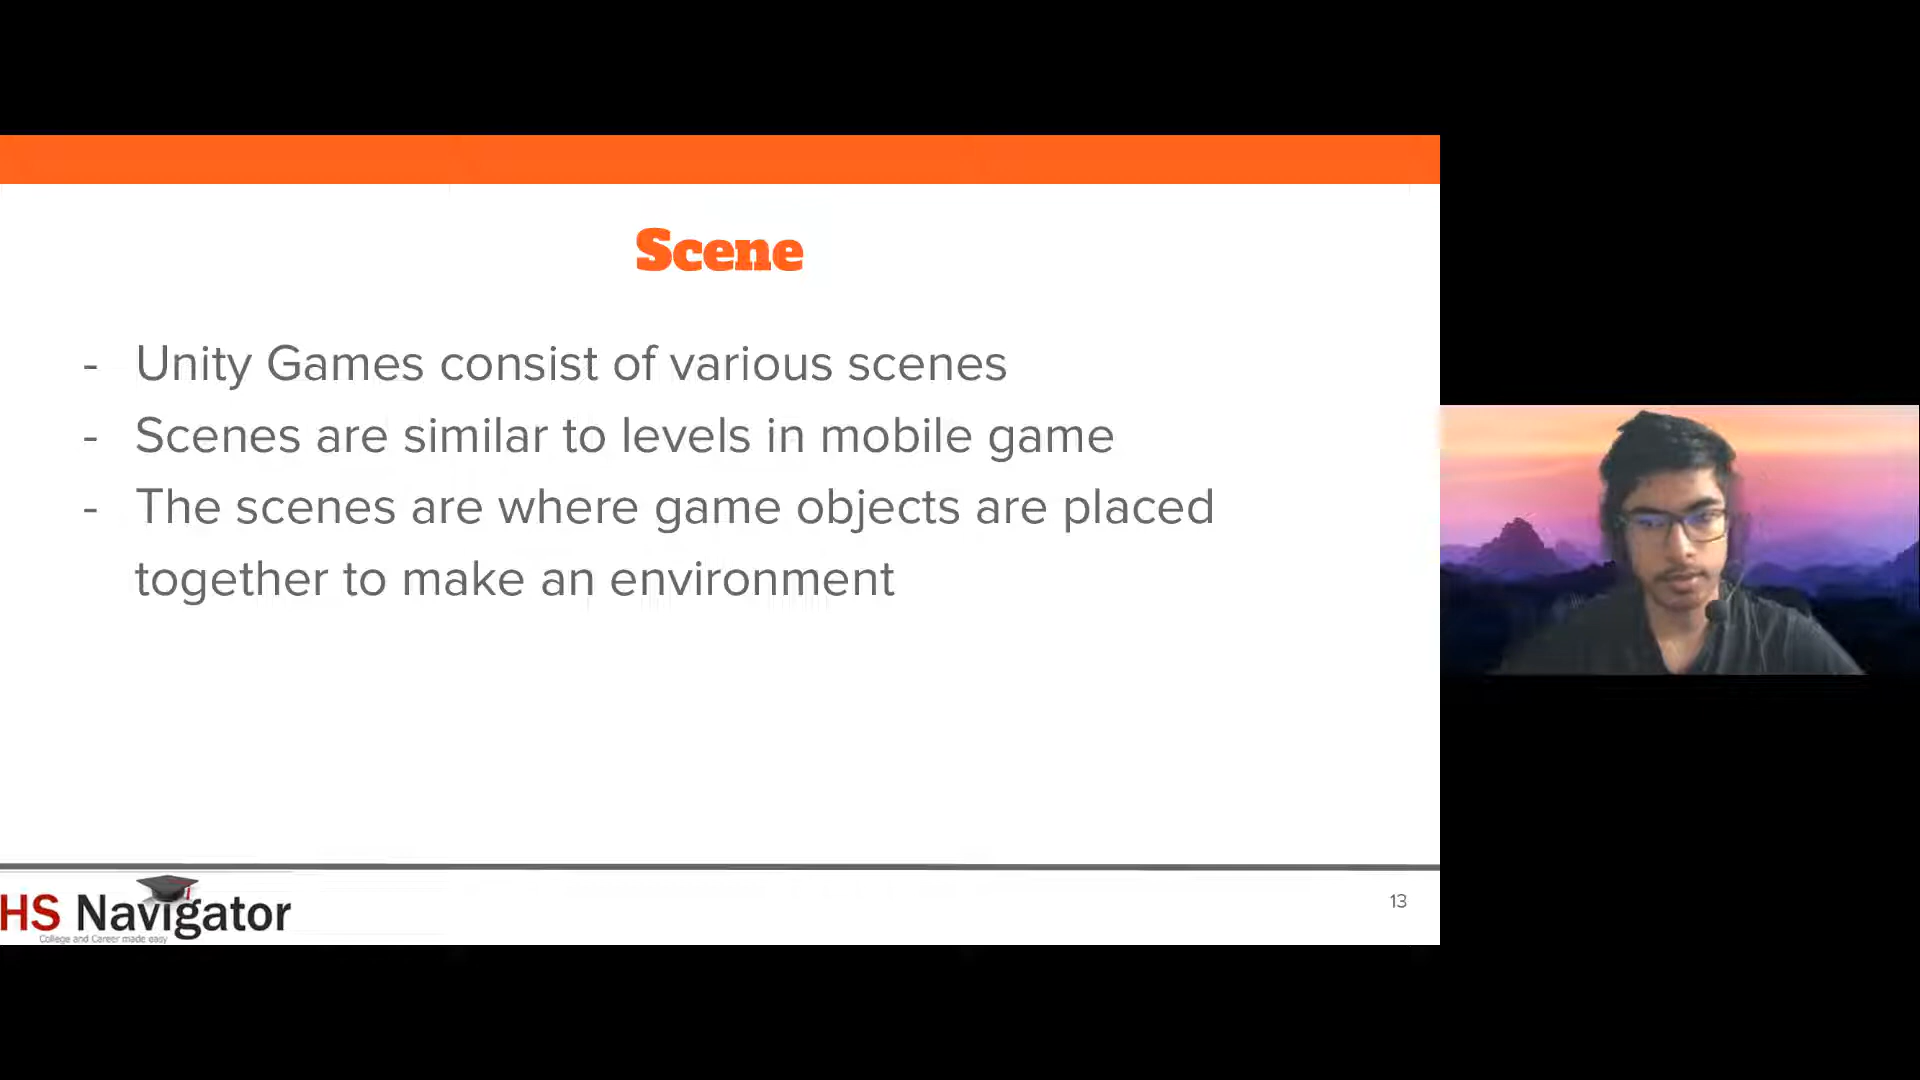 Scene
- Unity Games consist of various scenes
- Scenes are similar to levels in mobile game
- The scenes are where game objects are placed
together to make an environment
HS Navigator
College and Career made easy
13